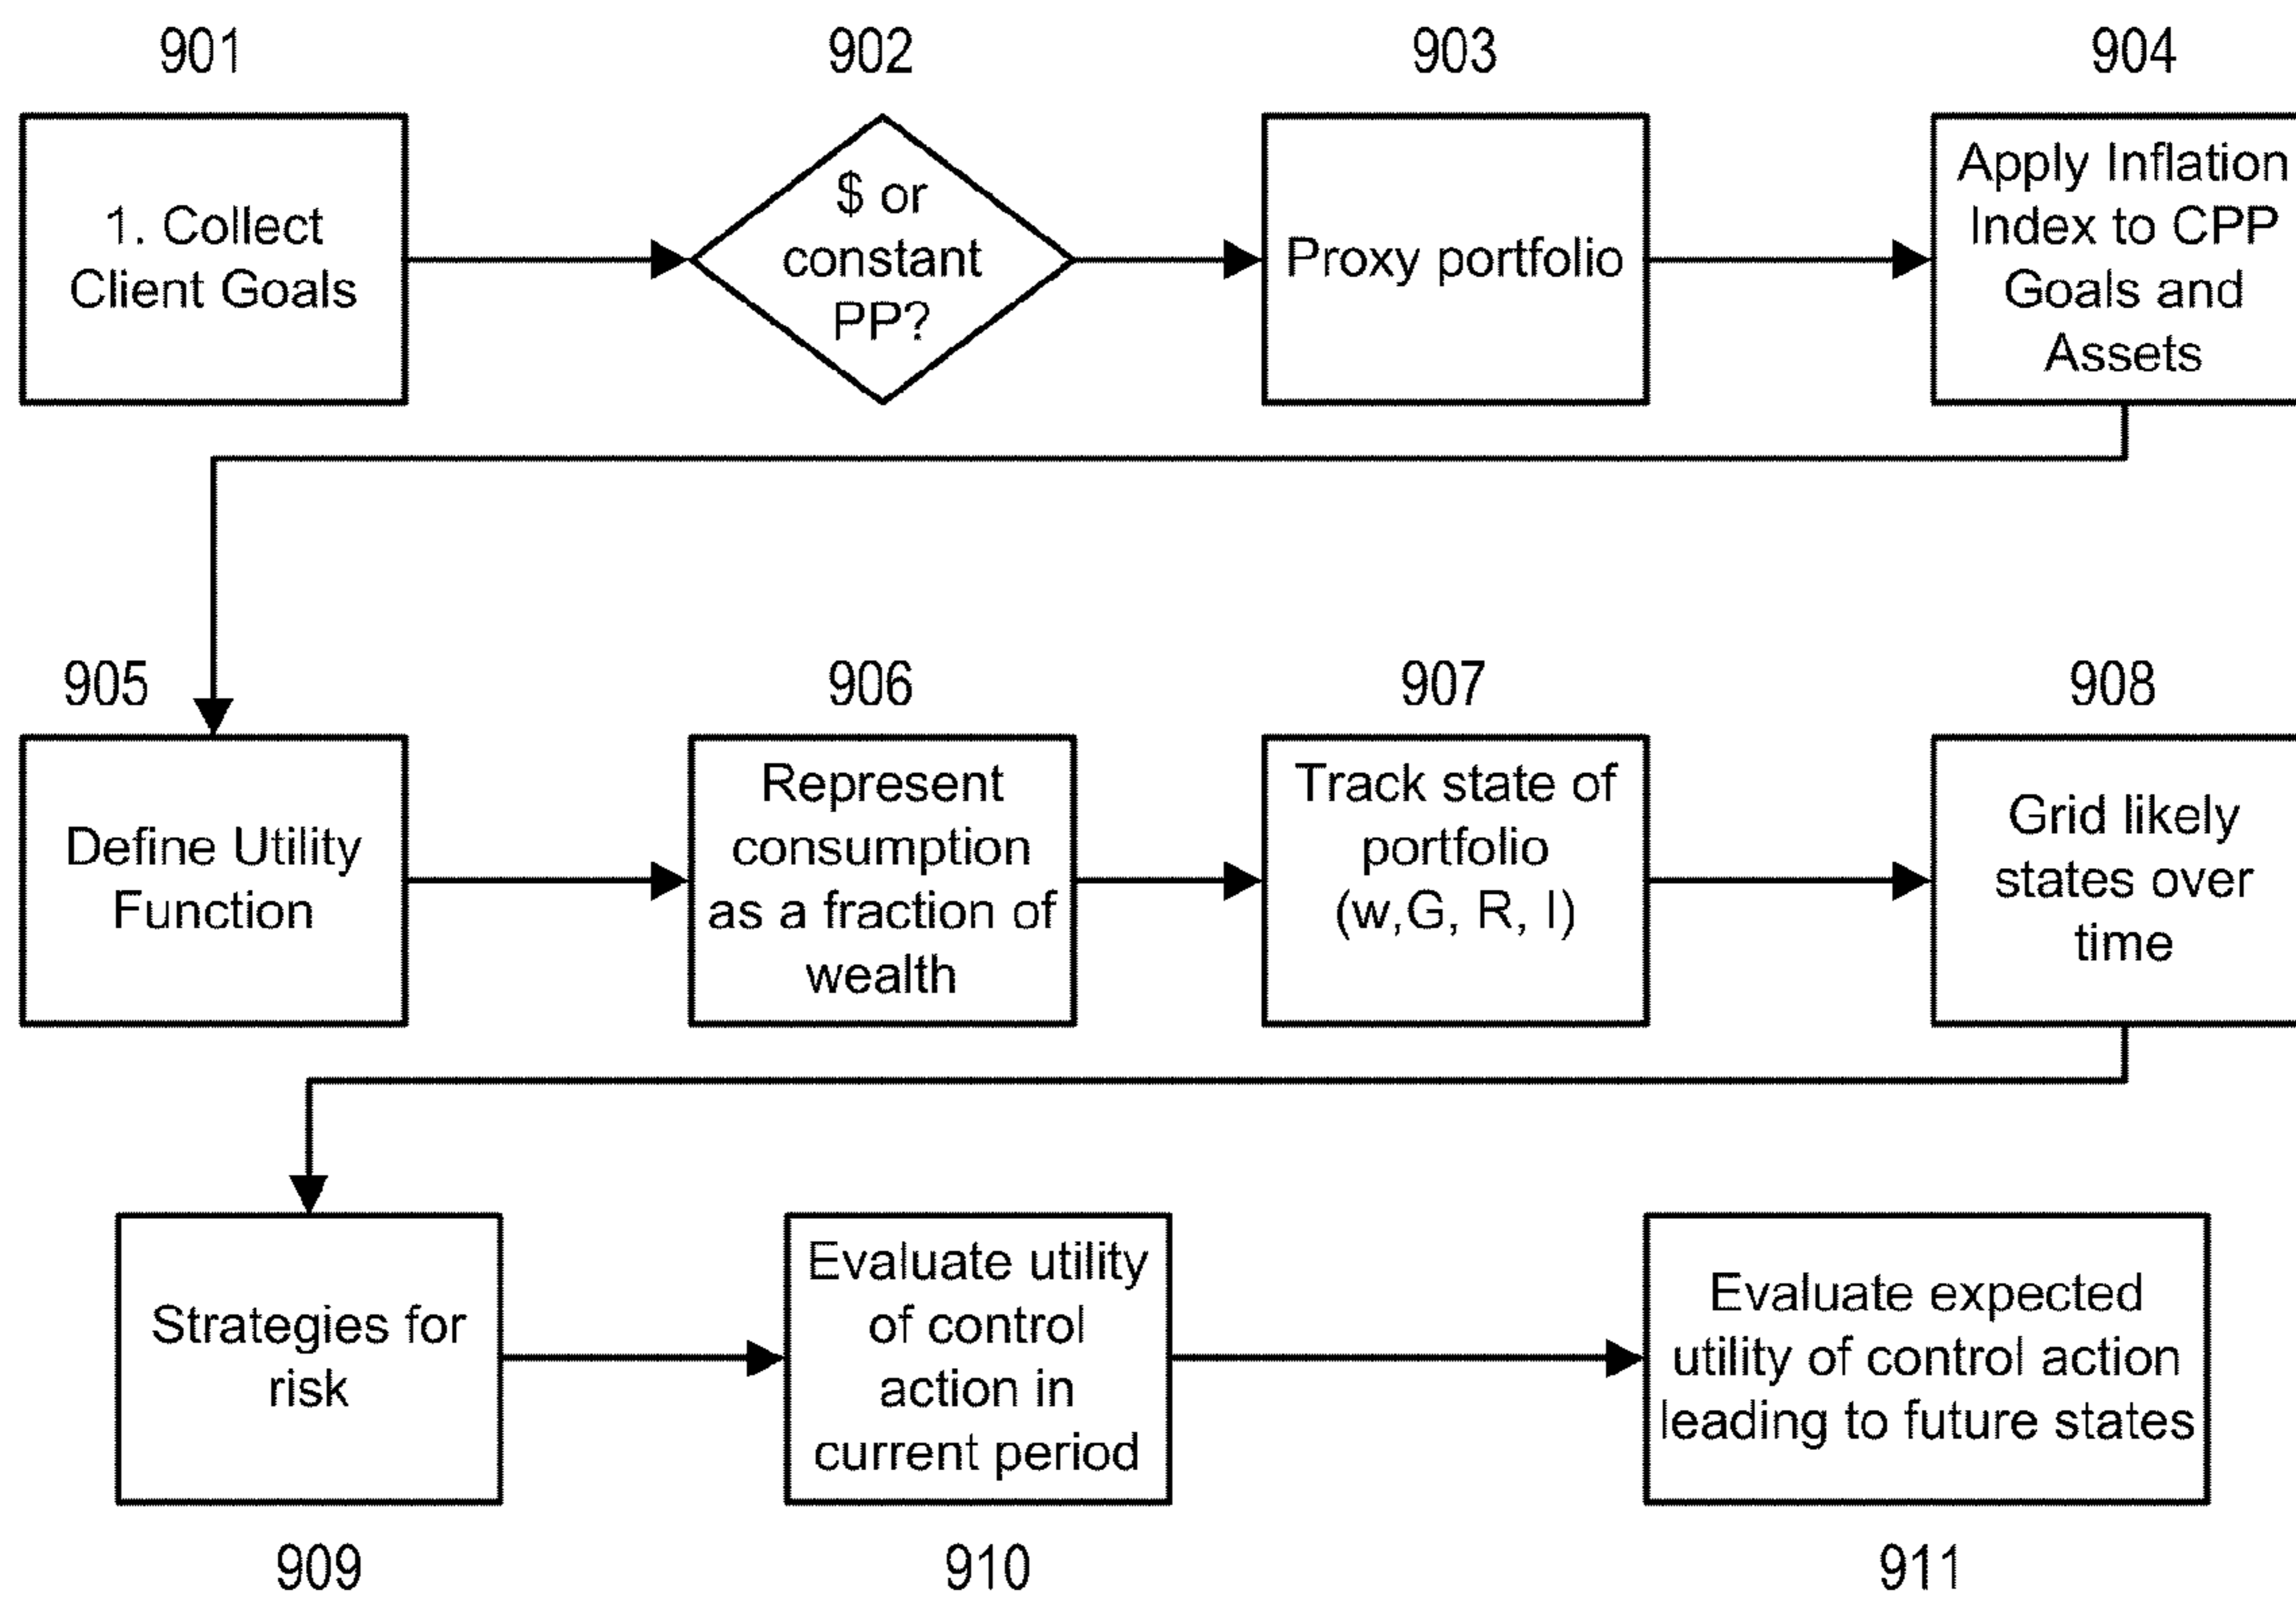 901
902
903
904
1. Collect
Client Goals
$ or
constant
PP?
Proxy portfolio
Apply Inflation
Index to CPP
Goals and
Assets
905
906
907
908
Define Utility
Function
Represent
consumption
as a fraction of
wealth
Track state of
portfolio
(w,G, R, I)
Grid likely
states over
time
Strategies for
risk
Evaluate utility
of control
action in
current period
Evaluate expected
utility of control action
leading to future states
909
910
911